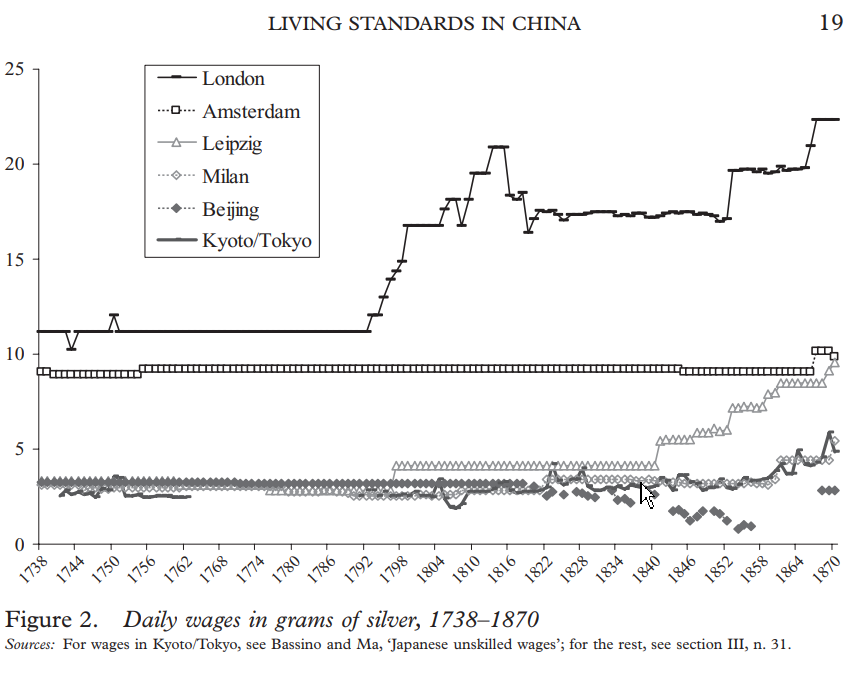 LIVING STANDARDS IN CHINA 19
25
London
Amsterdam
Leipzig
Milan
Beijing
Kyoto/Tokyo
20
15
10
5
0
1738 1744 1750 1756 1762 1768 1774 1780 1786 1792 1798 1804 1810 1816 1822 1828 1834 1840 1846 1852 1858 1864 1870
Figure 2. Daily wages in grams of silver, 1738–1870
Sources: For wages in Kyoto/Tokyo, see Bassino and Ma, ‘Japanese unskilled wages’; for the rest, see section III, n. 31.